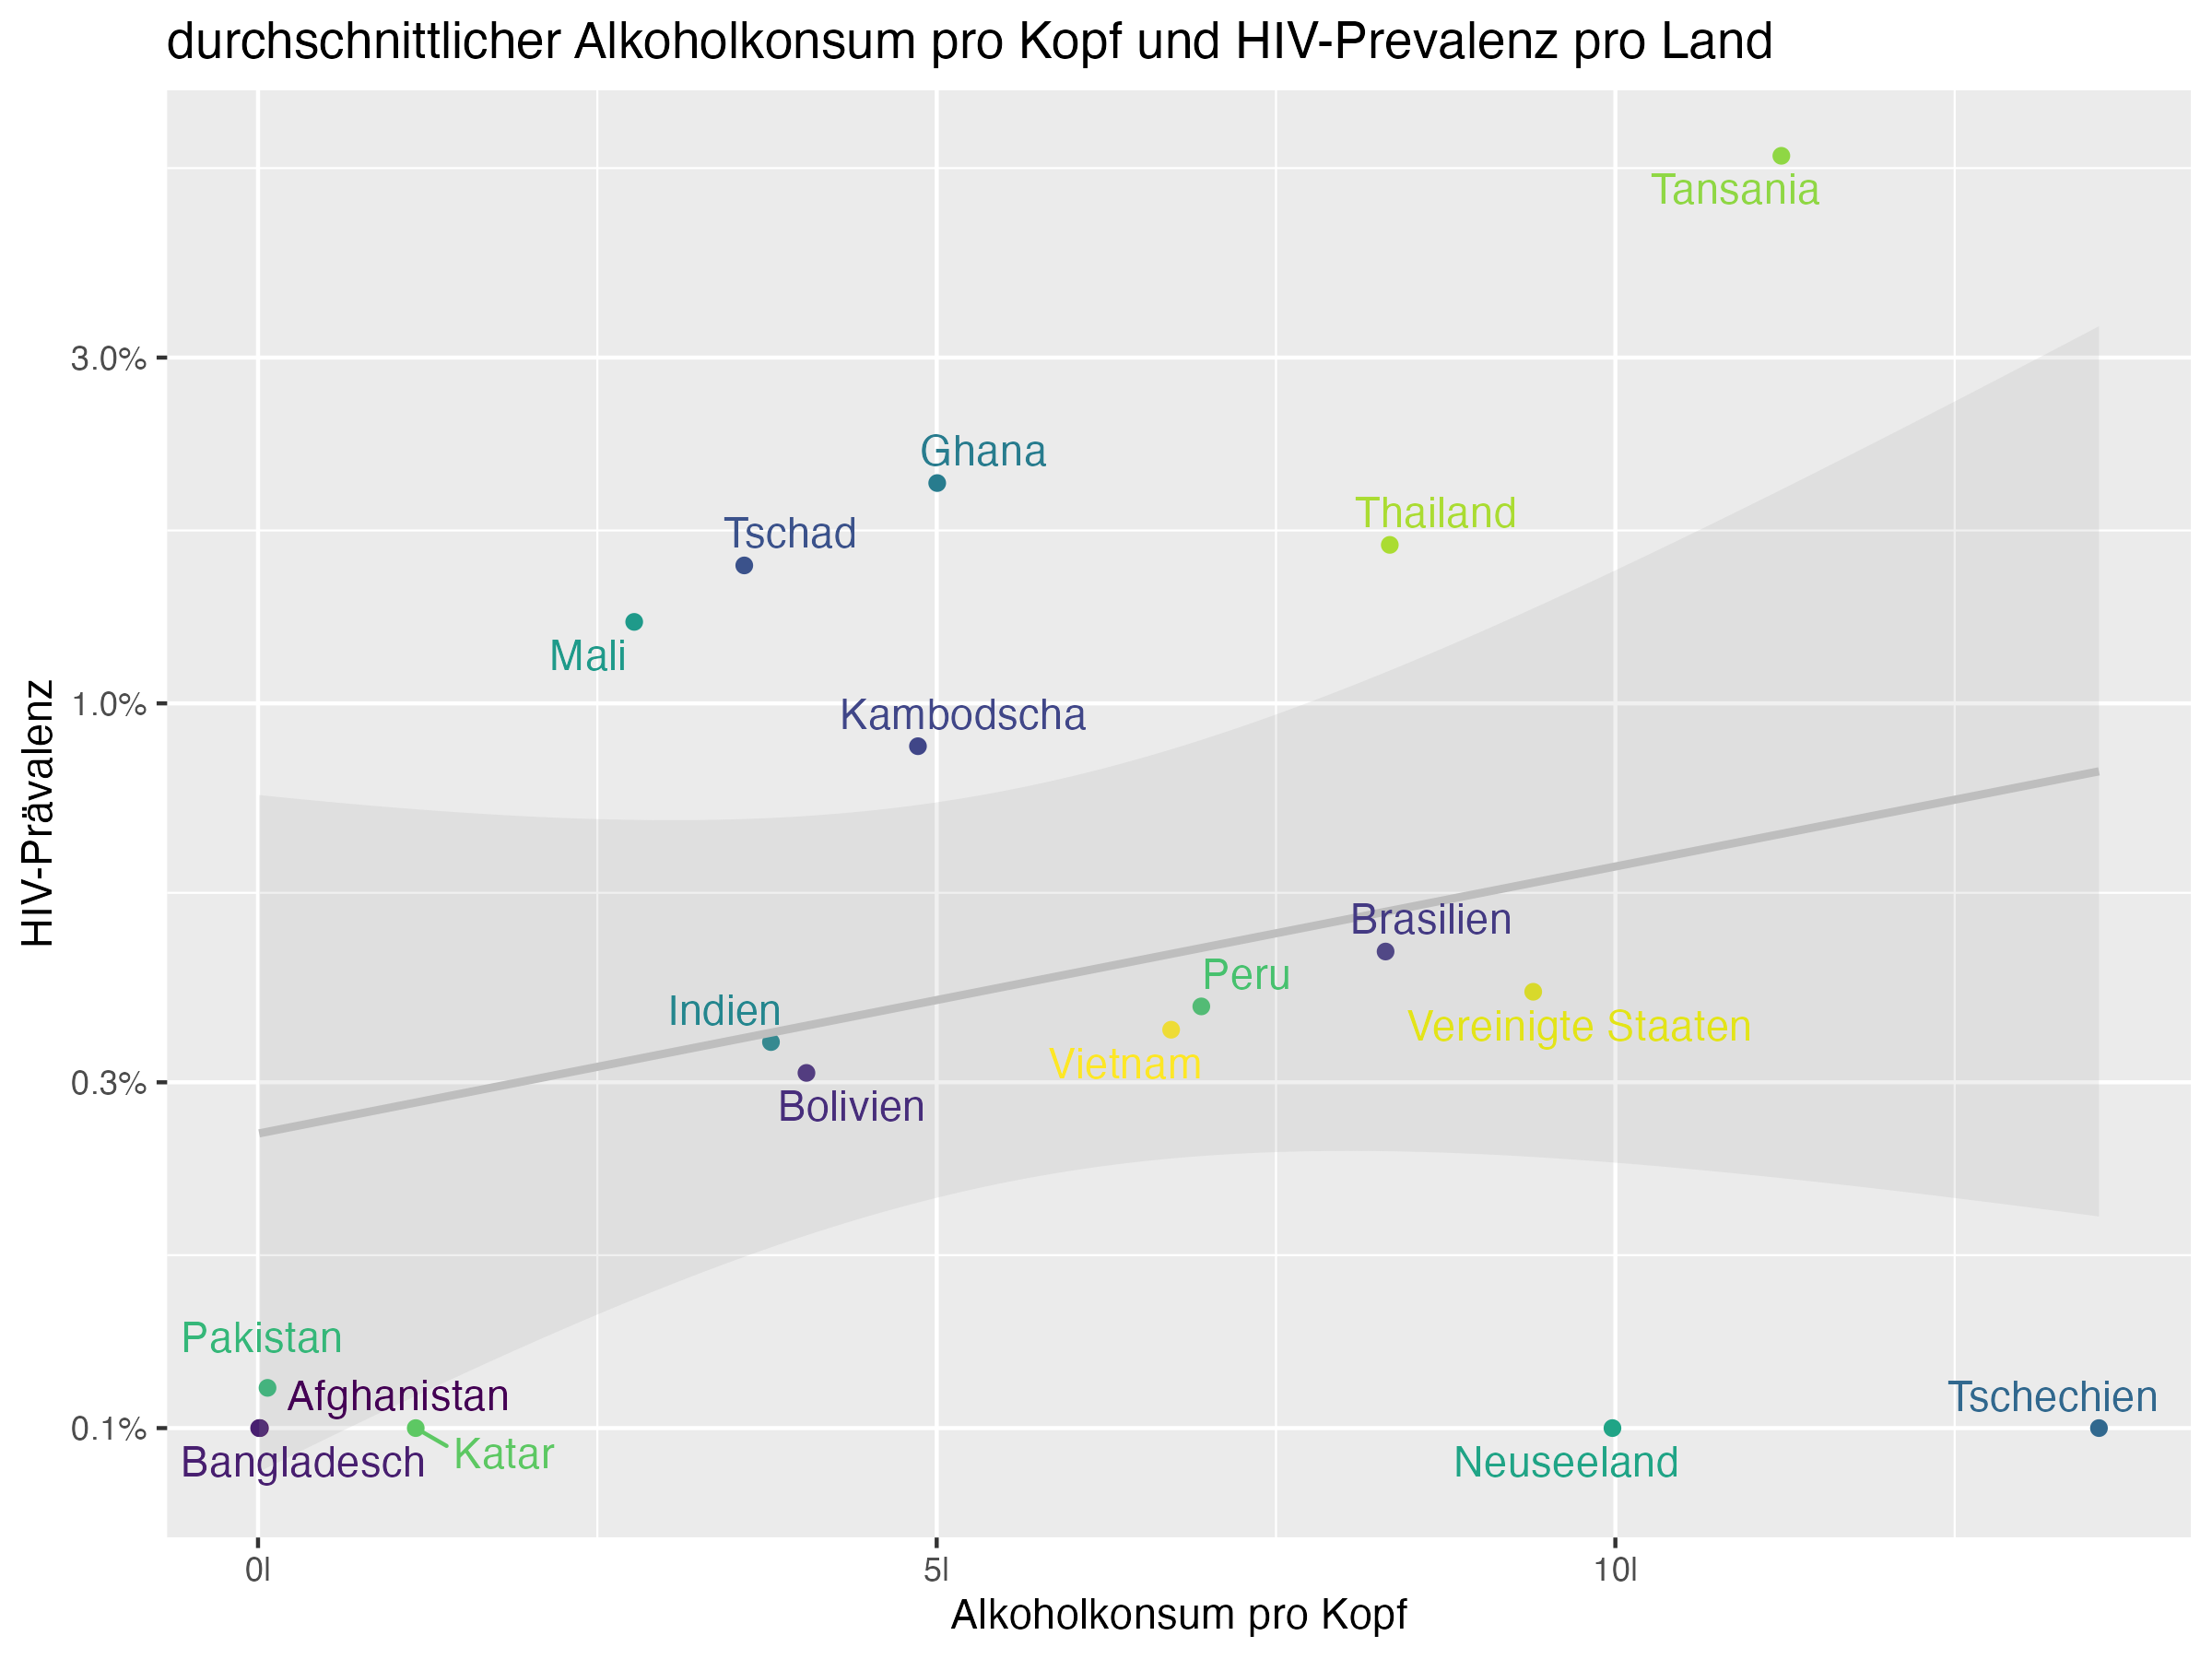 durchschnittlicher Alkoholkonsum pro Kopf und HIV-Prevalenz pro Land
Tansania
3.0%
Ghana
Thailand
Tschad
Mali
1.0%
Kambodscha
HIV-Prävalenz
Brasilien
Peru
Indien
Vereinigte Staaten
Vietnam
0.3%
Bolivien
Pakistan
Afghanistan
Tschechien
0.1%
Katar
Bangladesch
Neuseeland
0l
5l
10l
Alkoholkonsum pro Kopf